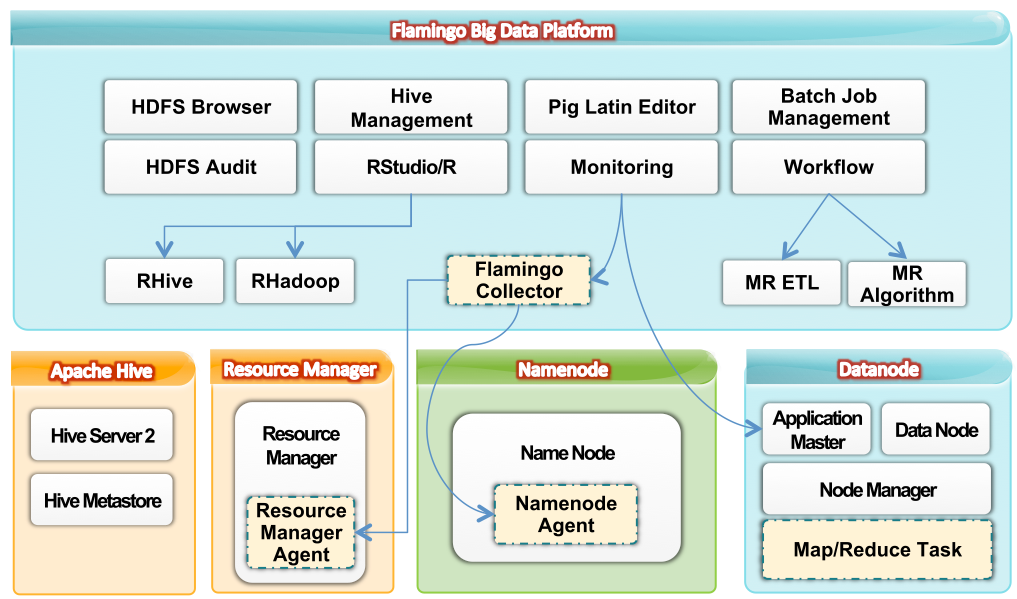 Flamingo Big Data Platform
HDFS Browser
Hive
Management
Pig Latin Editor
Batch Job
Management
HDFS Audit
RStudio/R
Monitoring
Workflow
RHive
RHadoop
Flamingo
Collector
MR ETL
MR
Algorithm
Apache Hive
Hive Server 2
Hive Metastore
Resource Manager
Resource
Manager
Resource
Manager
Agent
Namenode
Name Node
Namenode
Agent
Datanode
Application
Master
Data Node
Node Manager
Map/Reduce Task